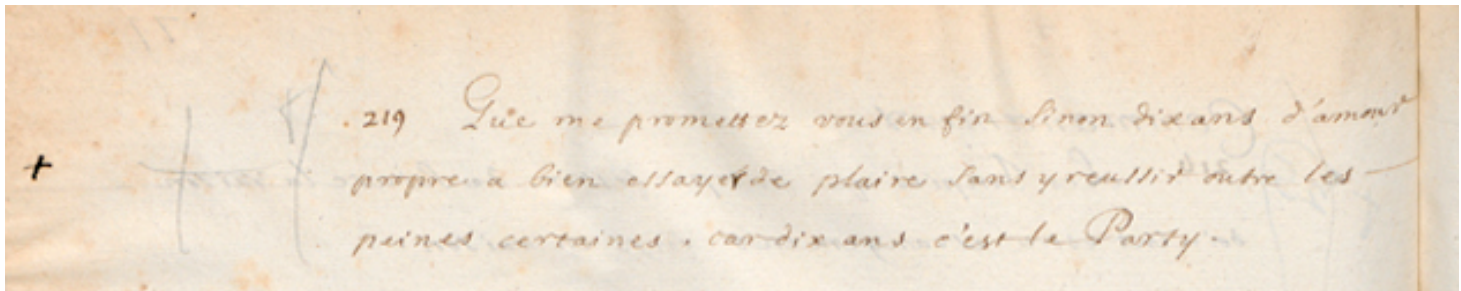 .219 Que me promettez vous en fin sinon dix ans d'amour
propre a bien essayer de plaire sans y reussir outre les
peines certaines. car dix ans c'est le Party.